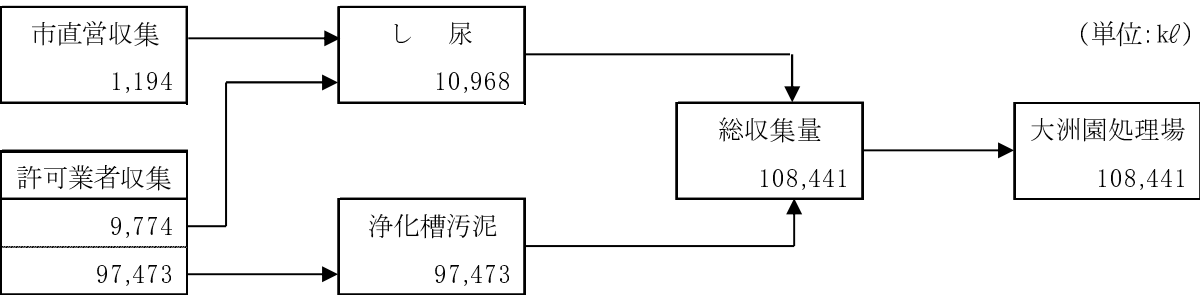 市直営収集
1,194
し　尿
10,968
（単位:kℓ）
総収集量
108,441
大洲園処理場
108,441
許可業者収集
9,774
97,473
浄化槽汚泥
97,473